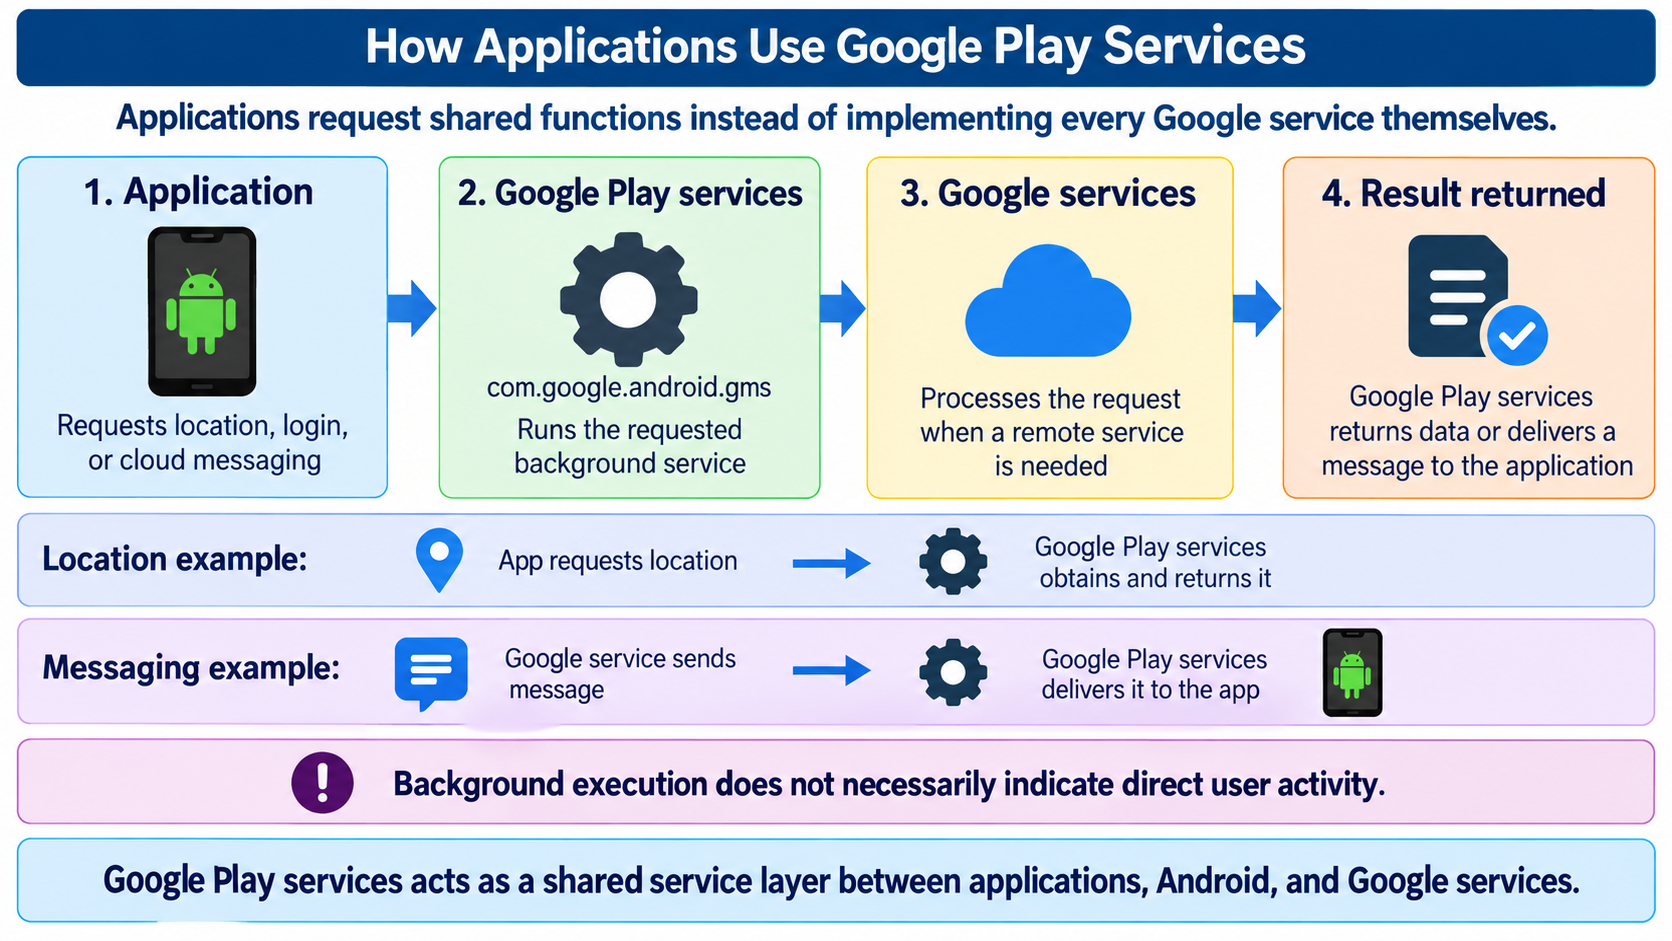 How Applications Use Google Play Services
Applications request shared functions instead of implementing every Google service themselves.
1. Application
Requests location, login,
or cloud messaging
2. Google Play services
com.google.android.gms
Runs the requested
background service
3. Google services
Processes the request
when a remote service
is needed
4. Result returned
Google Play services
returns data or delivers a
message to the application
Location example:
App requests location
Google Play services
obtains and returns it
Messaging example:
Google service sends
message
Google Play services
delivers it to the app
Background execution does not necessarily indicate direct user activity.
Google Play services acts as a shared service layer between applications, Android, and Google services.